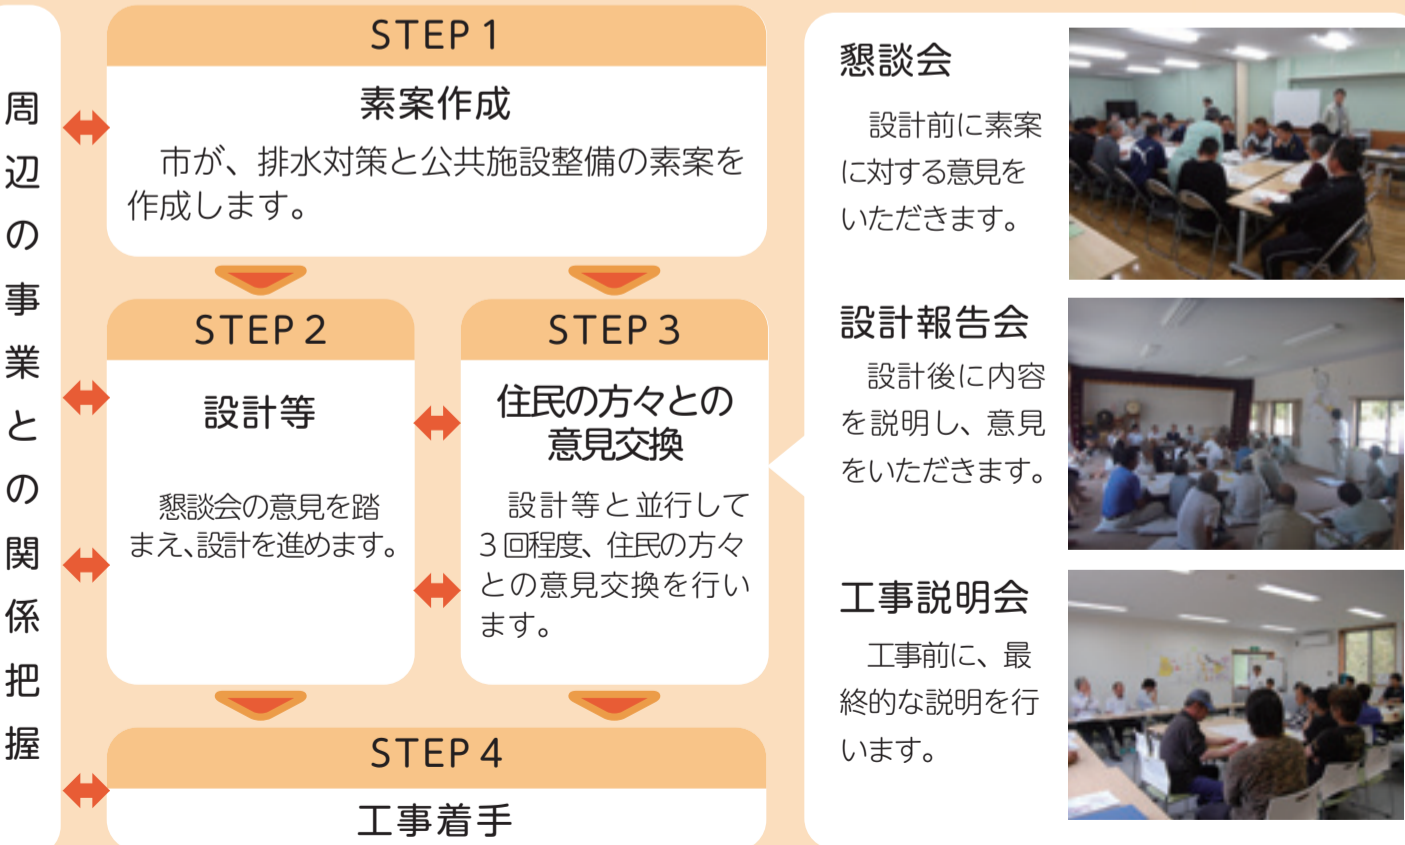 周辺の事業との関係把握
STEP 1
素案作成
市が、排水対策と公共施設整備の素案を
作成します。
STEP 2
設計等
懇談会の意見を踏
まえ、設計を進めます。
STEP 3
住民の方々との
意見交換
設計等と並行して
3回程度、住民の方々
との意見交換を行い
ます。
STEP 4
工事着手
懇談会
設計前に素案
に対する意見を
いただきます。
設計報告会
設計後に内容
を説明し、意見
をいただきます。
工事説明会
工事前に、最
終的な説明を行
います。